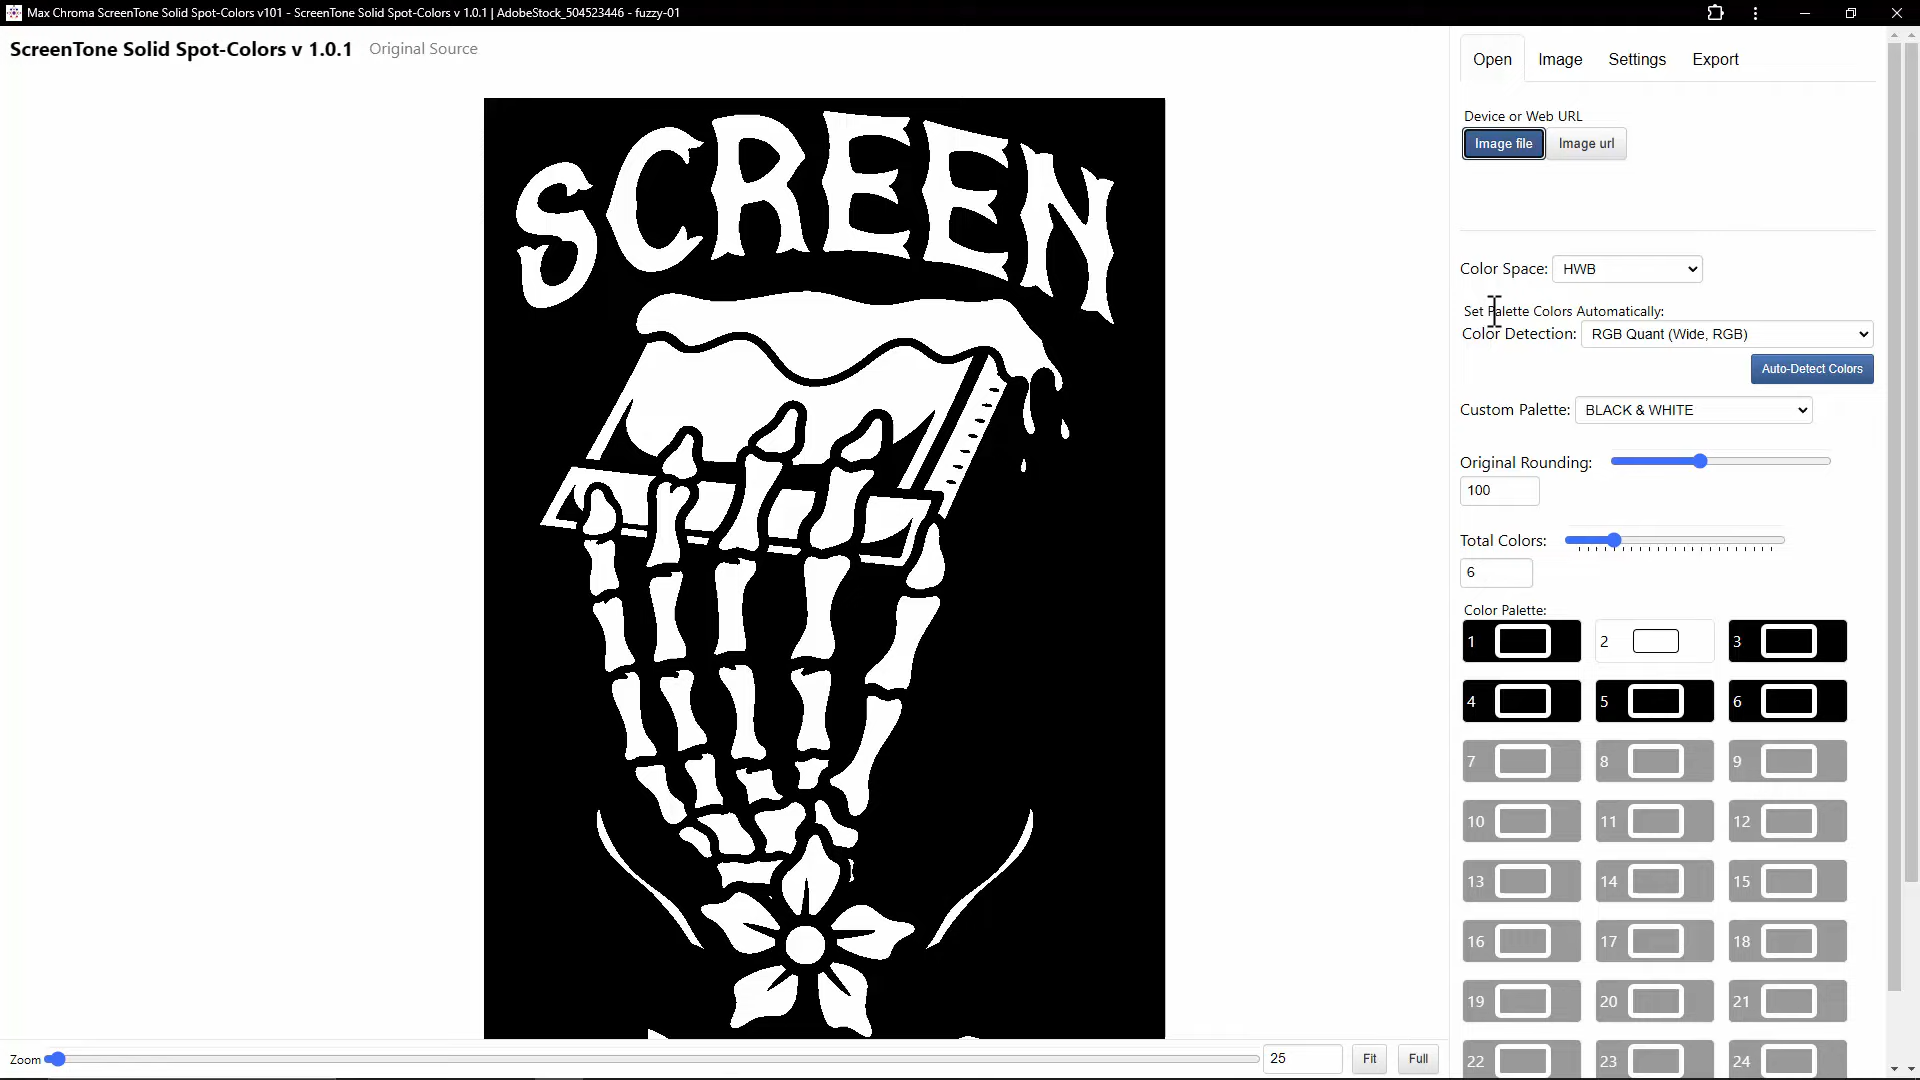 Max Chroma ScreenTone Solid Spot-Colors v101 - ScreenTone Solid Spot-Colors v 1.0.1 | AdobeStock_504523446 - fuzzy-01
ScreenTone Solid Spot-Colors v 1.0.1 Original Source
Open Image Settings Export
Device or Web URL
Image file Image url
SCREEN
Color Space: HWB
Set Palette Colors Automatically:
Color Detection: RGB Quant (Wide, RGB)
Auto-Detect Colors
Custom Palette: BLACK & WHITE
Original Rounding:
100
Total Colors:
6
Color Palette:
1 2 3
4 5 6
7 8 9
10 11 12
13 14 15
16 17 18
19 20 21
22 23 24
Zoom 25 Fit Full